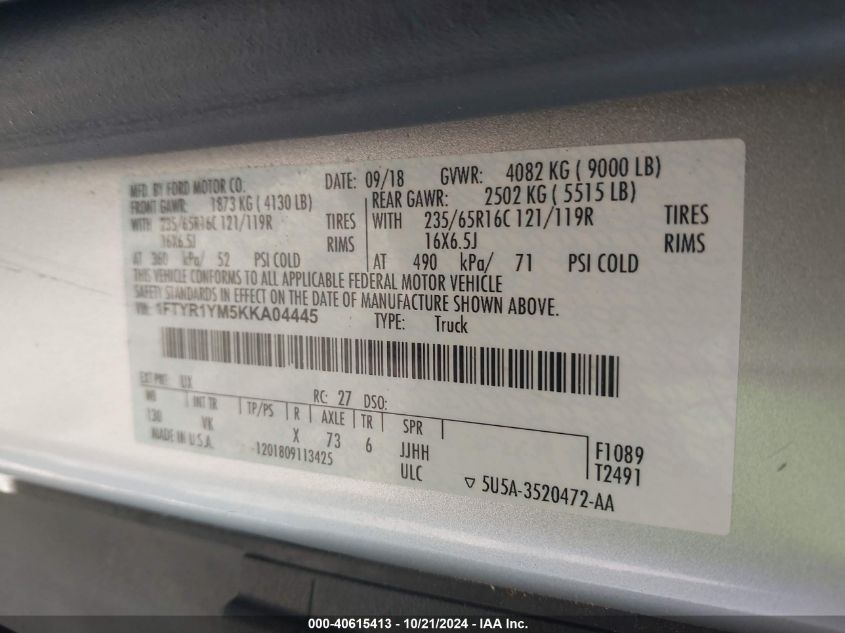 MFD. BY FORD MOTOR CO. DATE: 09/18 GVWR: 4082 KG ( 9000 LB)
FRONT GAWR: 1873 KG ( 4130 LB) REAR GAWR: 2502 KG ( 5515 LB)
WITH 235/65R16C 121/119R TIRES WITH 235/65R16C 121/119R TIRES
16X6.5J RIMS 16X6.5J RIMS
AT 360 kPa/ 52 PSI COLD AT 490 kPa/ 71 PSI COLD
THIS VEHICLE CONFORMS TO ALL APPLICABLE FEDERAL MOTOR VEHICLE
SAFETY STANDARDS IN EFFECT ON THE DATE OF MANUFACTURE SHOWN ABOVE.
VIN: 1FTYR1YM5KKA04445 TYPE: Truck
EXT PNT: UX RC: 27 DSO:
WB INT TR TP/PS R AXLE TR SPR
130 VK X 73 6 JJHH F1089
MADE IN U.S.A. -1201809113425 ULC T2491
▽ 5U5A-3520472-AA
000-40615413 - 10/21/2024 - IAA Inc.